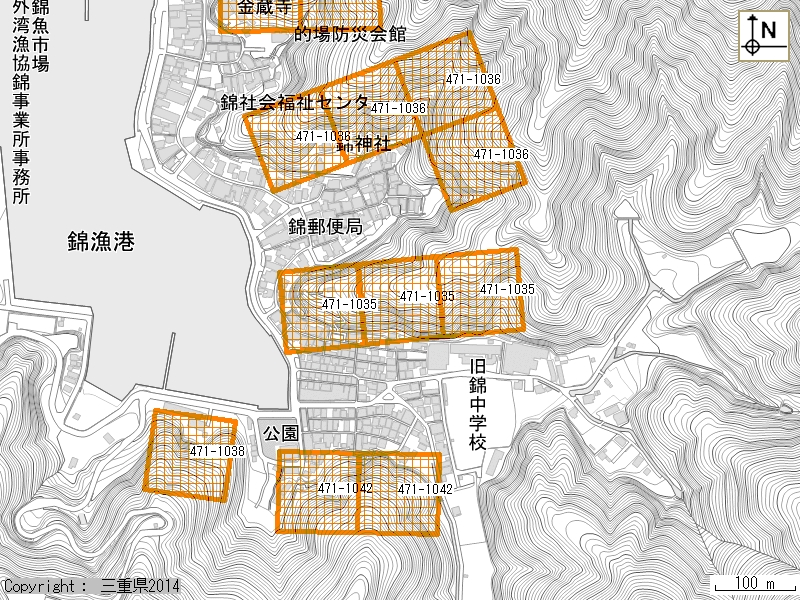 金蔵寺
的場防災会館
N
錦魚市場
外湾漁協錦事業所事務所
471-1036
錦社会福祉センタ
471-1036
471-1036
錦神社
471-1036
錦郵便局
錦漁港
471-1035
471-1035
471-1035
旧錦中学校
公園
471-1038
471-1042
471-1042
100 m
Copyright : 三重県2014